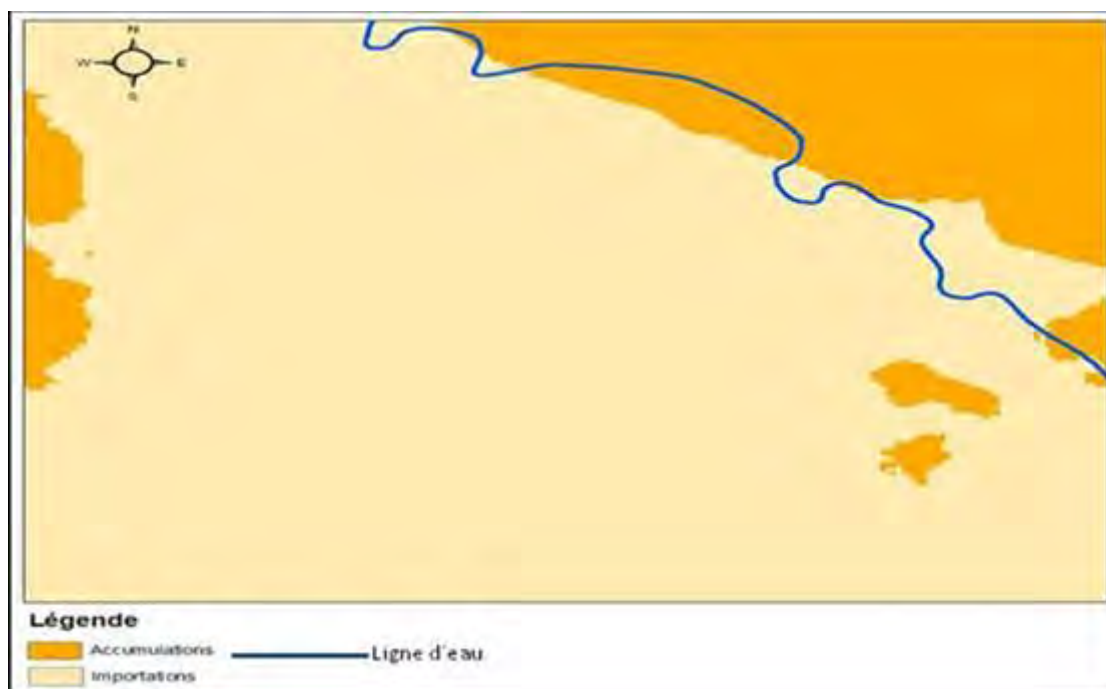 N
W E
S
Légende
Accumulations
Ligne d'eau
Importations